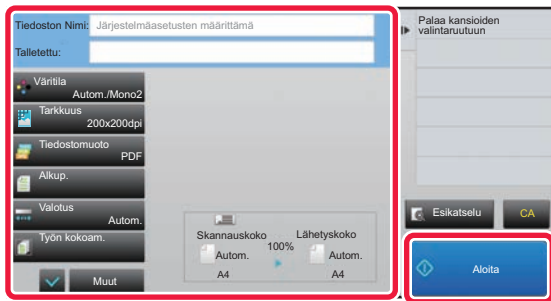 Tiedoston Nimi:
Järjestelmäasetusten määrittämä
Talletettu:
Väritila
Autom./Mono2
Tarkkuus
200x200dpi
Tiedostomuoto
PDF
Alkup.
Valotus
Autom.
Työn kokoam.
Muut
Skannauskoko
100%
Lähetyskoko
Autom.
Autom.
A4
A4
Palaa kansioiden
valintaruutuun
Esikatselu
CA
Aloita